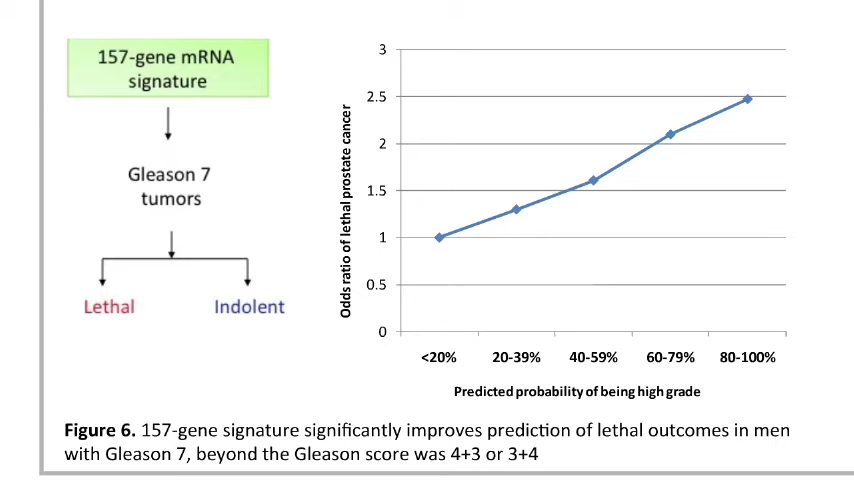 157-gene mRNA
signature
Gleason 7
tumors
Lethal
Indolent
Odds ratio of lethal prostate cancer
3
2.5
2
1.5
1
0.5
0
<20% 20-39% 40-59% 60-79% 80-100%
Predicted probability of being high grade
Figure 6. 157-gene signature significantly improves prediction of lethal outcomes in men
with Gleason 7, beyond the Gleason score was 4+3 or 3+4